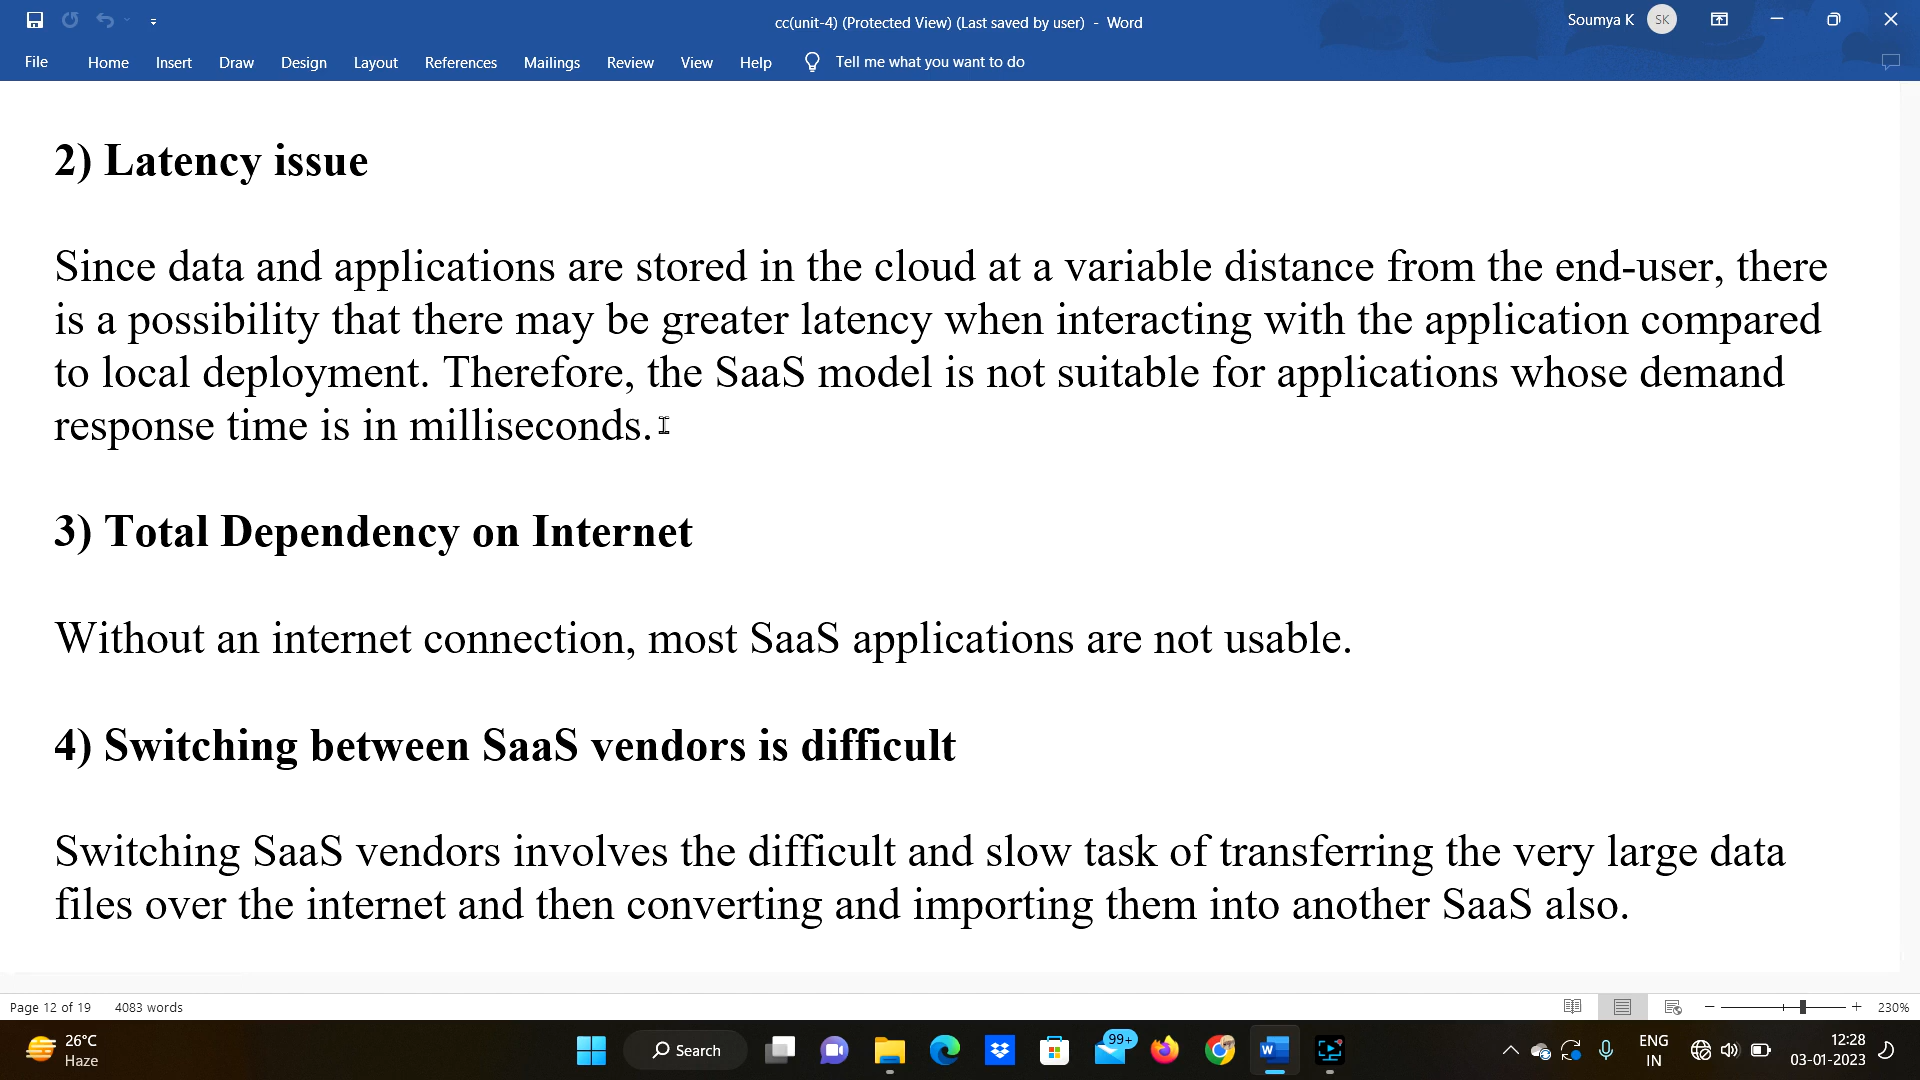 cc(unit-4) (Protected View) (Last saved by user) - Word
Soumya K
SK
File Home Insert Draw Design Layout References Mailings Review View Help Tell me what you want to do
2) Latency issue
Since data and applications are stored in the cloud at a variable distance from the end-user, there
is a possibility that there may be greater latency when interacting with the application compared
to local deployment. Therefore, the SaaS model is not suitable for applications whose demand
response time is in milliseconds.
3) Total Dependency on Internet
Without an internet connection, most SaaS applications are not usable.
4) Switching between SaaS vendors is difficult
Switching SaaS vendors involves the difficult and slow task of transferring the very large data
files over the internet and then converting and importing them into another SaaS also.
Page 12 of 19 4083 words
230%
26°C
Haze
Search
99+
W
ENG
IN
12:28
03-01-2023